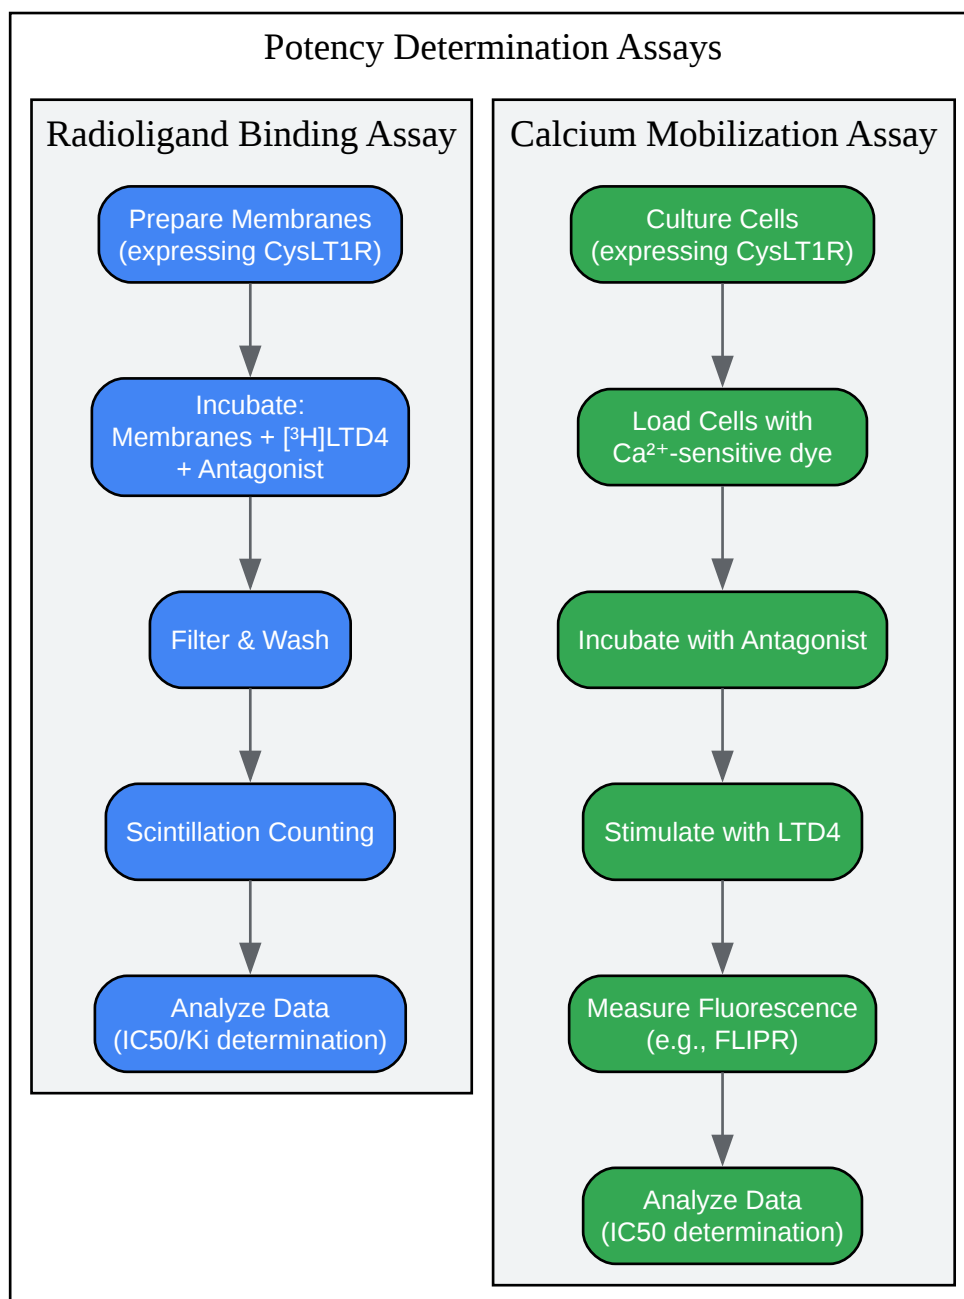 Potency Determination Assays
Radioligand Binding Assay
Prepare Membranes
(expressing CysLT1R)
Incubate:
Membranes + [³H]LTD4
+ Antagonist
Filter & Wash
Scintillation Counting
Analyze Data
(IC50/Ki determination)
Calcium Mobilization Assay
Culture Cells
(expressing CysLT1R)
Load Cells with
Ca²⁺-sensitive dye
Incubate with Antagonist
Stimulate with LTD4
Measure Fluorescence
(e.g., FLIPR)
Analyze Data
(IC50 determination)